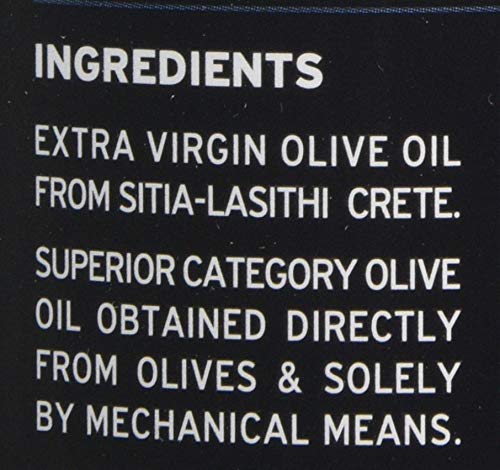 INGREDIENTS
EXTRA VIRGIN OLIVE OIL
FROM SITIA-LASITHI CRETE.
SUPERIOR CATEGORY OLIVE
OIL OBTAINED DIRECTLY
FROM OLIVES & SOLELY
BY MECHANICAL MEANS.